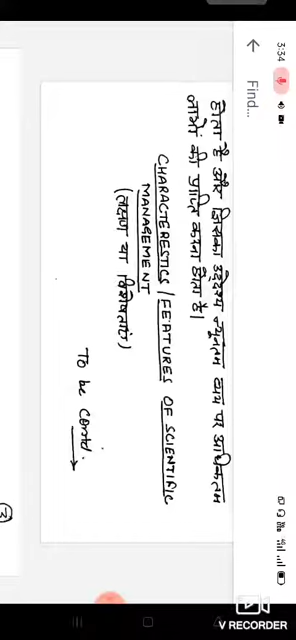 3:34
Find...
होता है और जिसका उद्देश्य न्यूनतम व्यय पर अधिकतम
लाभों की प्राप्ति करना होता है।
CHARACTERESTICS/FEATURES OF SCIENTIFIC
MANAGEMENT
(लक्षण या विशेषताएं)
To be contd.
3
V RECORDER